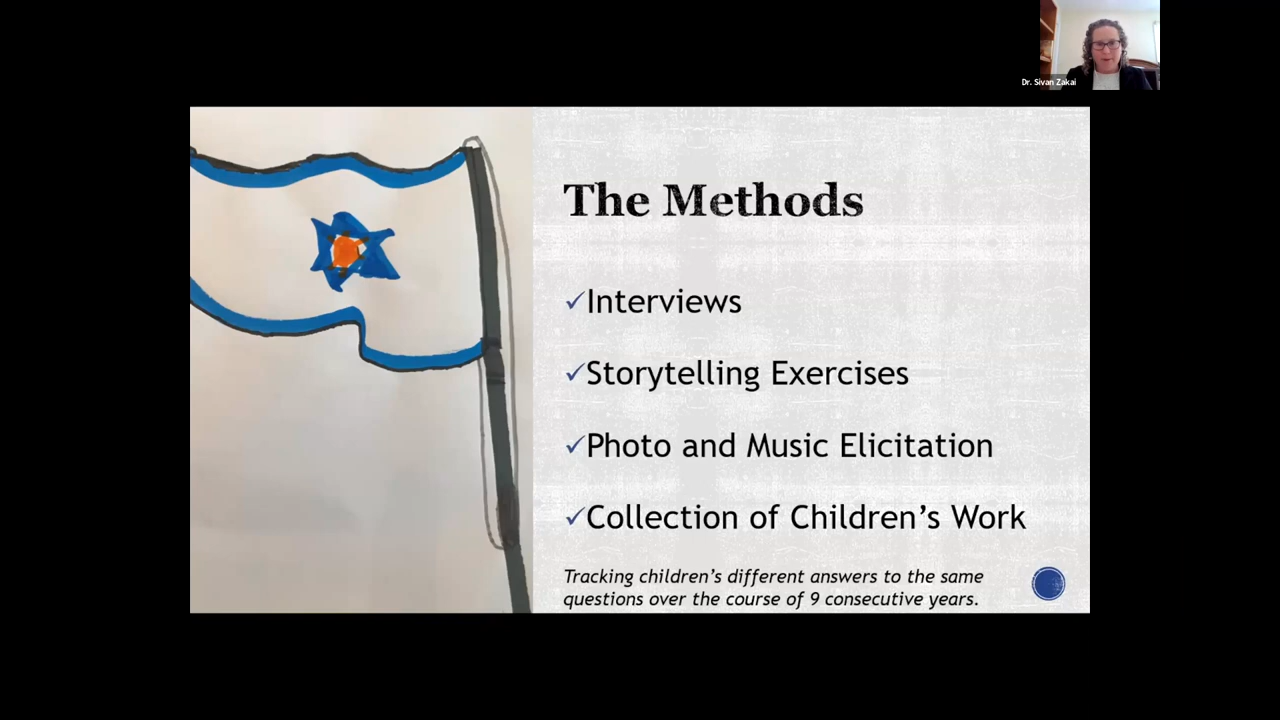 Dr. Sivan Zakai
The Methods
✓Interviews
✓Storytelling Exercises
✓Photo and Music Elicitation
✓Collection of Children's Work
Tracking children's different answers to the same
questions over the course of 9 consecutive years.